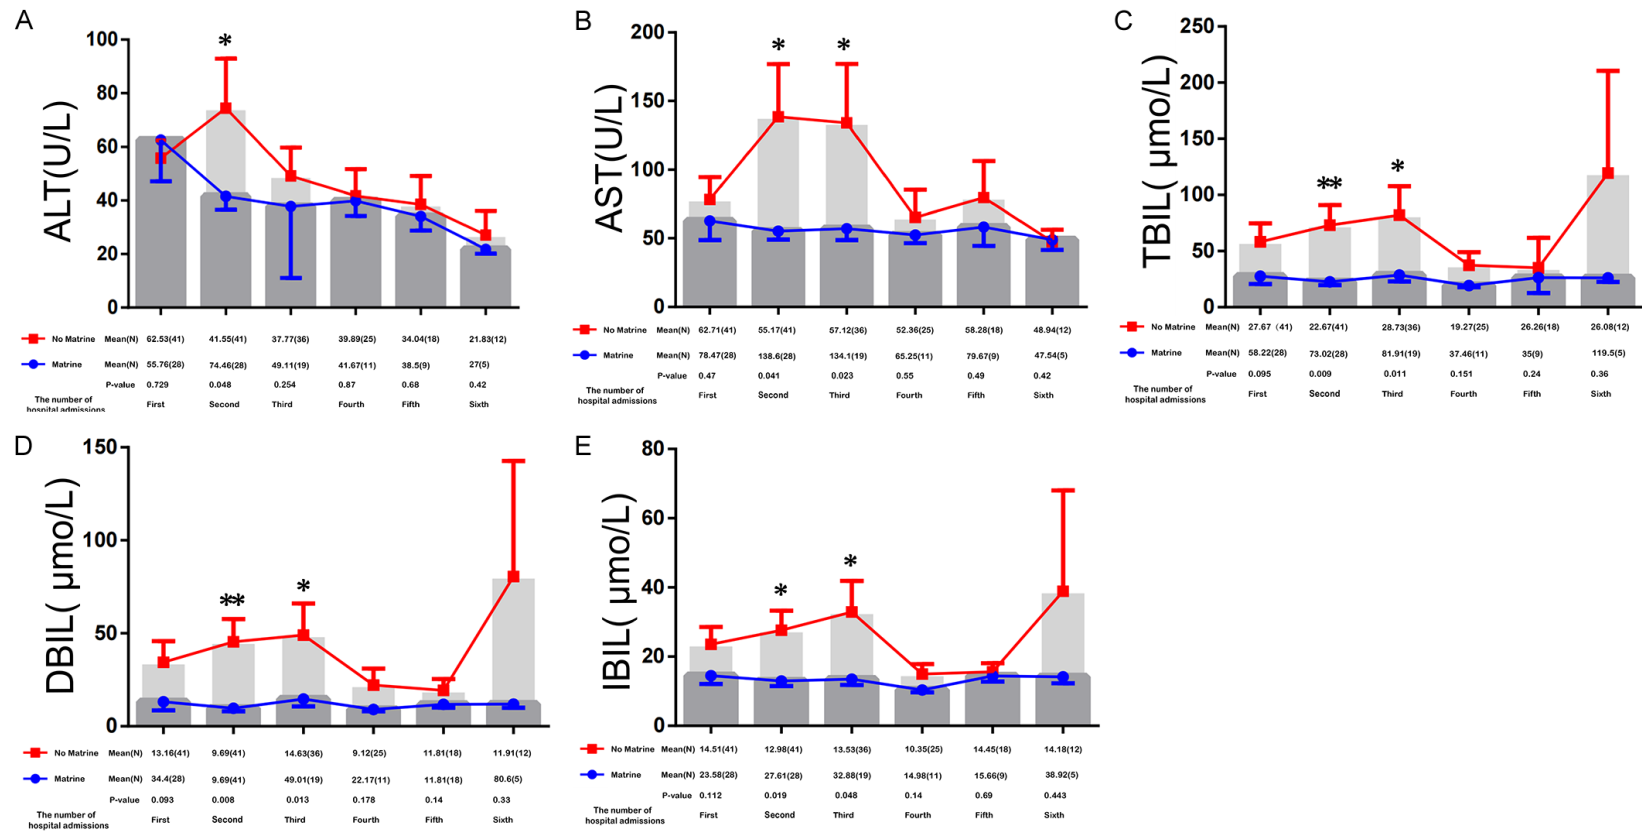 A
ALT(U/L)
100
80
60
40
20
0
*
No Matrine Mean(N) 62.53(41) 41.55(41) 37.77(36) 39.89(25) 34.04(18) 21.83(12)
Matrine Mean(N) 55.76(28) 74.46(28) 49.11(19) 41.67(11) 38.5(9) 27(5)
P-value 0.729 0.048 0.254 0.87 0.68 0.42
The number of
hospital admissions First Second Third Fourth Fifth Sixth
B
AST(U/L)
200
150
100
50
0
* *
No Matrine Mean(N) 62.71(41) 55.17(41) 57.12(36) 52.36(25) 58.28(18) 48.94(12)
Matrine Mean(N) 78.47(28) 138.6(28) 134.1(19) 65.25(11) 79.67(9) 47.54(5)
P-value 0.47 0.041 0.023 0.55 0.49 0.42
The number of
hospital admissions First Second Third Fourth Fifth Sixth
C
TBIL( μmo/L)
250
200
150
100
50
0
** *
No Matrine Mean(N) 27.67 (41) 22.67(41) 28.73(36) 19.27(25) 26.26(18) 26.08(12)
Matrine Mean(N) 58.22(28) 73.02(28) 81.91(19) 37.46(11) 35(9) 119.5(5)
P-value 0.095 0.009 0.011 0.151 0.24 0.36
The number of
hospital admissions First Second Third Fourth Fifth Sixth
D
DBIL( μmo/L)
150
100
50
0
** *
No Matrine Mean(N) 13.16(41) 9.69(41) 14.63(36) 9.12(25) 11.81(18) 11.91(12)
Matrine Mean(N) 34.4(28) 9.69(41) 49.01(19) 22.17(11) 11.81(18) 80.6(5)
P-value 0.093 0.008 0.013 0.178 0.14 0.33
The number of
hospital admissions First Second Third Fourth Fifth Sixth
E
IBIL( μmo/L)
80
60
40
20
0
* *
No Matrine Mean(N) 14.51(41) 12.98(41) 13.53(36) 10.35(25) 14.45(18) 14.18(12)
Matrine Mean(N) 23.58(28) 27.61(28) 32.88(19) 14.98(11) 15.66(9) 38.92(5)
P-value 0.112 0.019 0.048 0.14 0.69 0.443
The number of
hospital admissions First Second Third Fourth Fifth Sixth